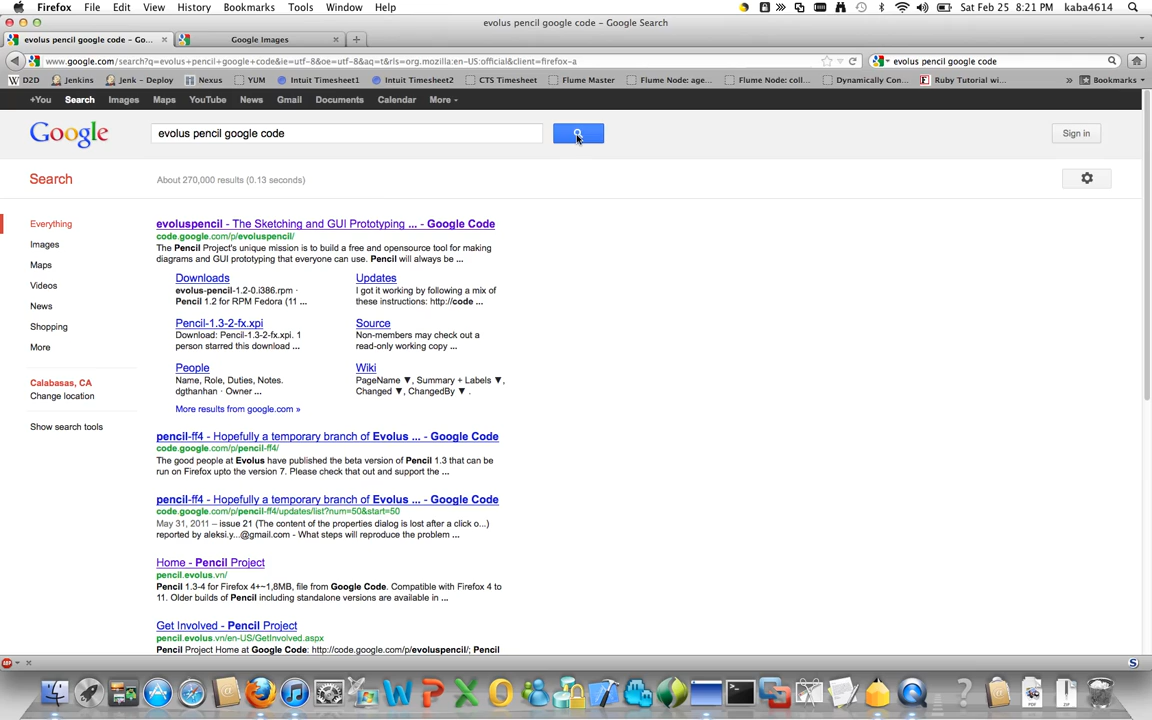 Firefox File Edit View History Bookmarks Tools Window Help Sat Feb 25 8:21 PM kaba4614
evolus pencil google code – Google Search
evolus pencil google code – Go... Google Images
www.google.com/search?q=evolus+pencil+google+code&ie=utf-8&oe=utf-8&aq=t&rls=org.mozilla:en-US:official&client=firefox-a evolus pencil google code
D2D Jenkins Jenk – Deploy Nexus YUM Intuit Timesheet1 Intuit Timesheet2 CTS Timesheet Flume Master Flume Node: age... Flume Node: coll... Dynamically Con... Ruby Tutorial wi... » Bookmarks
+You Search Images Maps YouTube News Gmail Documents Calendar More
Google evolus pencil google code Sign in
Search About 270,000 results (0.13 seconds)
Everything
Images
Maps
Videos
News
Shopping
More
Calabasas, CA
Change location
Show search tools
evoluspencil - The Sketching and GUI Prototyping ... - Google Code
code.google.com/p/evoluspencil/
The Pencil Project's unique mission is to build a free and opensource tool for making
diagrams and GUI prototyping that everyone can use. Pencil will always be ...
Downloads
evolus-pencil-1.2-0.i386.rpm ·
Pencil 1.2 for RPM Fedora (11 ...
Updates
I got it working by following a mix of
these instructions: http://code ...
Pencil-1.3-2-fx.xpi
Download: Pencil-1.3-2-fx.xpi. 1
person starred this download ...
Source
Non-members may check out a
read-only working copy ...
People
Name, Role, Duties, Notes.
dgthanhan · Owner ...
Wiki
PageName ▼, Summary + Labels ▼,
Changed ▼, ChangedBy ▼ .
More results from google.com »
pencil-ff4 - Hopefully a temporary branch of Evolus ... - Google Code
code.google.com/p/pencil-ff4/
The good people at Evolus have published the beta version of Pencil 1.3 that can be
run on Firefox upto the version 7. Please check that out and support the ...
pencil-ff4 - Hopefully a temporary branch of Evolus ... - Google Code
code.google.com/p/pencil-ff4/updates/list?num=50&start=50
May 31, 2011 – issue 21 (The content of the properties dialog is lost after a click o...)
reported by aleksi.y...@gmail.com - What steps will reproduce the problem ...
Home - Pencil Project
pencil.evolus.vn/
Pencil 1.3-4 for Firefox 4+~1,8MB, file from Google Code. Compatible with Firefox 4 to
11. Older builds of Pencil including standalone versions are available in ...
Get Involved - Pencil Project
pencil.evolus.vn/en-US/GetInvolved.aspx
Pencil Project Home at Google Code: http://code.google.com/p/evoluspencil/; Pencil